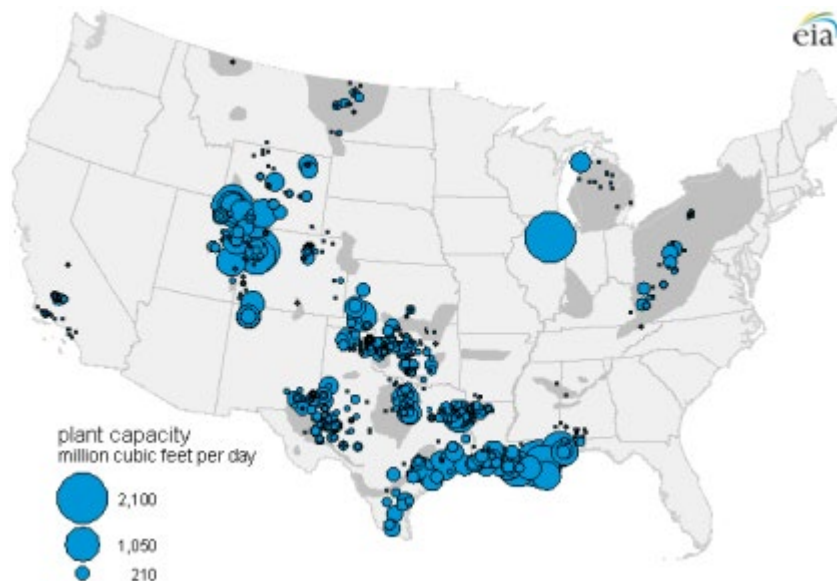 eia
plant capacity
million cubic feet per day
2,100
1,050
210